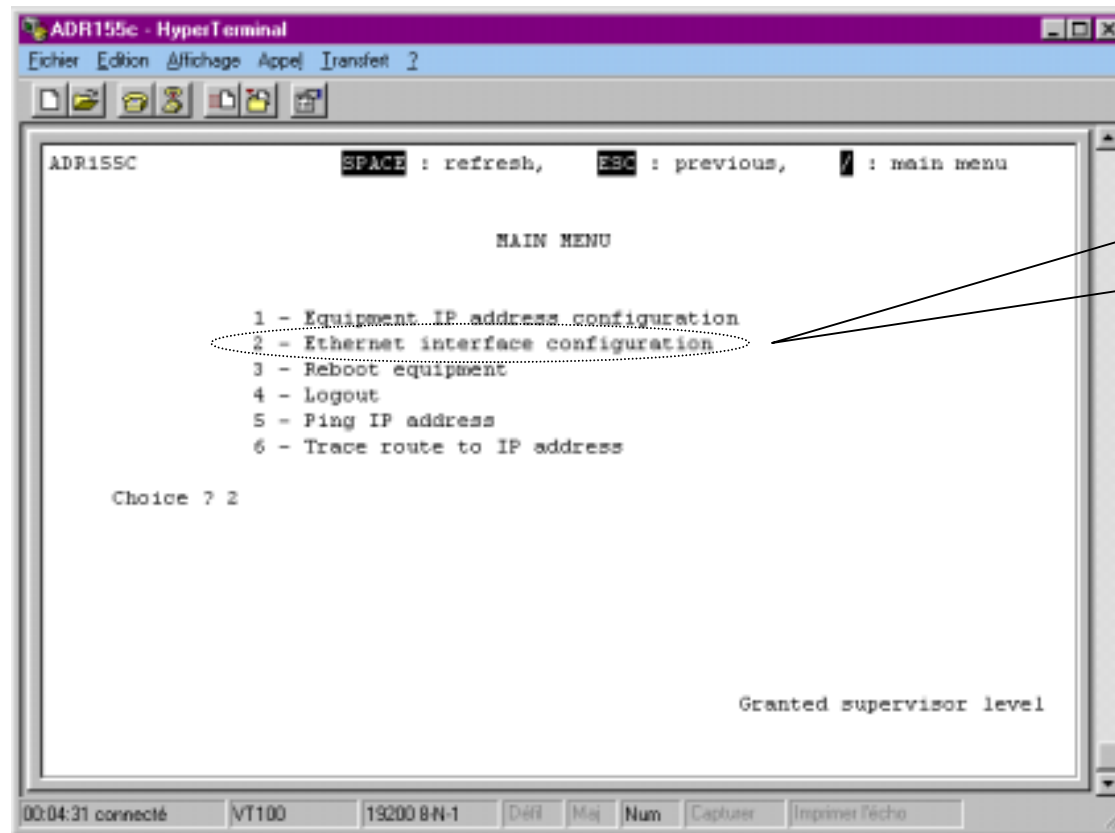 ADR155c - HyperTerminal
Fichier Edition Affichage Appel Transfert ?
ADR155C SPACE : refresh, ESC : previous, / : main menu
MAIN MENU
1 - Equipment IP address configuration
2 - Ethernet interface configuration
3 - Reboot equipment
4 - Logout
5 - Ping IP address
6 - Trace route to IP address
Choice ? 2
Granted supervisor level
00:04:31 connecté VT100 19200 8-N-1 Défil Maj Num Capturer Imprimer l'écho